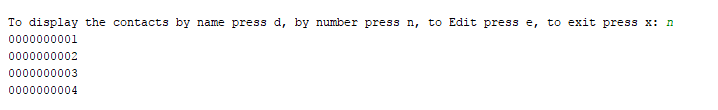 To display the contacts by name press d, by number press n, to Edit press e, to exit press x: n
0000000001
0000000002
0000000003
0000000004